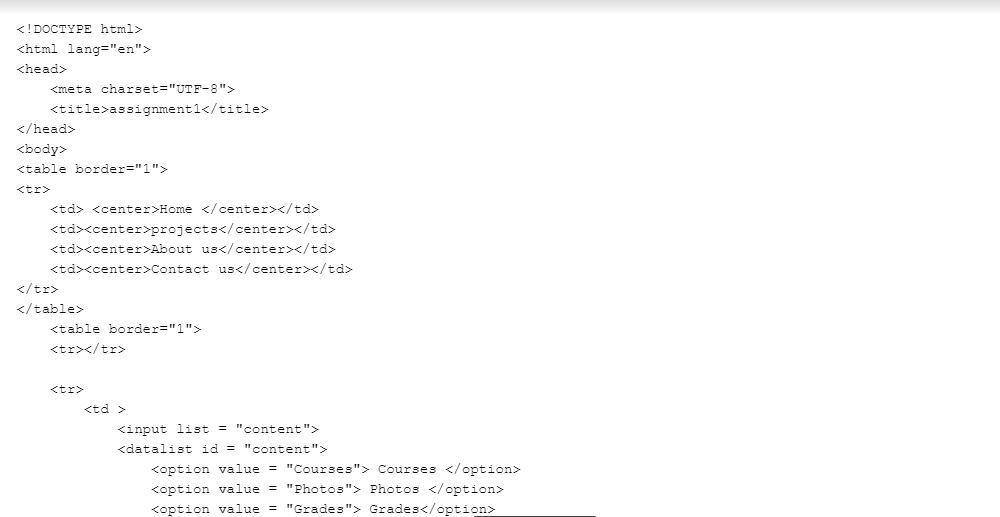 <!DOCTYPE html>
<html lang="en">
<head>
    <meta charset="UTF-8">
    <title>assignment1</title>
</head>
<body>
<table border="1">
<tr>
    <td> <center>Home </center></td>
    <td><center>projects</center></td>
    <td><center>About us</center></td>
    <td><center>Contact us</center></td>
</tr>
</table>
    <table border="1">
    <tr></tr>

    <tr>
        <td >
            <input list = "content">
            <datalist id = "content">
                <option value = "Courses"> Courses </option>
                <option value = "Photos"> Photos </option>
                <option value = "Grades"> Grades</option>